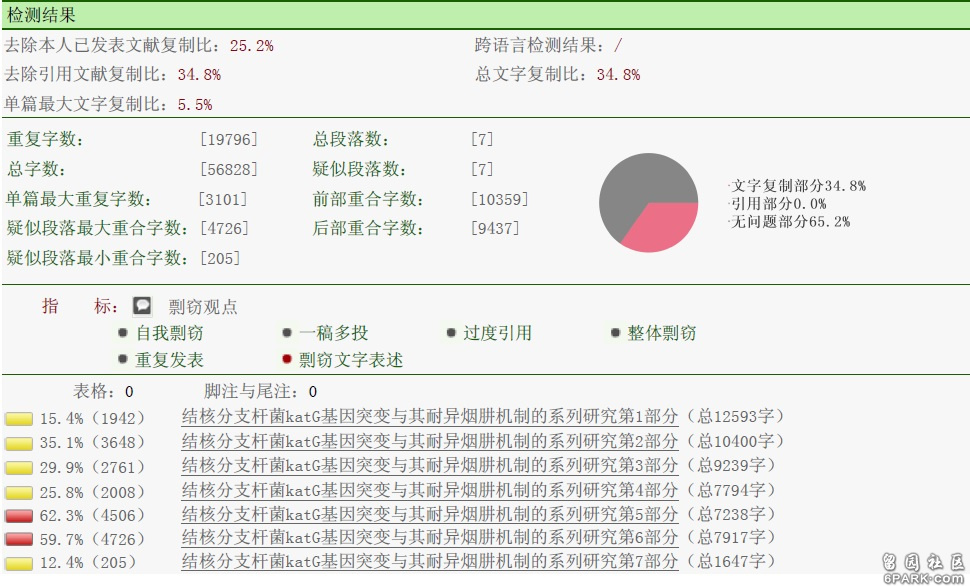 检测结果
去除本人已发表文献复制比：25.2% 跨语言检测结果：/
去除引用文献复制比：34.8% 总文字复制比：34.8%
单篇最大文字复制比：5.5%
重复字数： [19796] 总段落数： [7]
总字数： [56828] 疑似段落数： [7]
单篇最大重复字数： [3101] 前部重合字数： [10359]
疑似段落最大重合字数：[4726] 后部重合字数： [9437]
疑似段落最小重合字数：[205]
文字复制部分34.8%
引用部分0.0%
无问题部分65.2%
指 标： 剽窃观点
自我剽窃 一稿多投 过度引用 整体剽窃
重复发表 剽窃文字表述
表格：0 脚注与尾注：0
15.4%（1942） 结核分支杆菌katG基因突变与其耐异烟肼机制的系列研究第1部分（总12593字）
35.1%（3648） 结核分支杆菌katG基因突变与其耐异烟肼机制的系列研究第2部分（总10400字）
29.9%（2761） 结核分支杆菌katG基因突变与其耐异烟肼机制的系列研究第3部分（总9239字）
25.8%（2008） 结核分支杆菌katG基因突变与其耐异烟肼机制的系列研究第4部分（总7794字）
62.3%（4506） 结核分支杆菌katG基因突变与其耐异烟肼机制的系列研究第5部分（总7238字）
59.7%（4726） 结核分支杆菌katG基因突变与其耐异烟肼机制的系列研究第6部分（总7917字）
12.4%（205） 结核分支杆菌katG基因突变与其耐异烟肼机制的系列研究第7部分（总1647字）
留园社区
6PARK.com